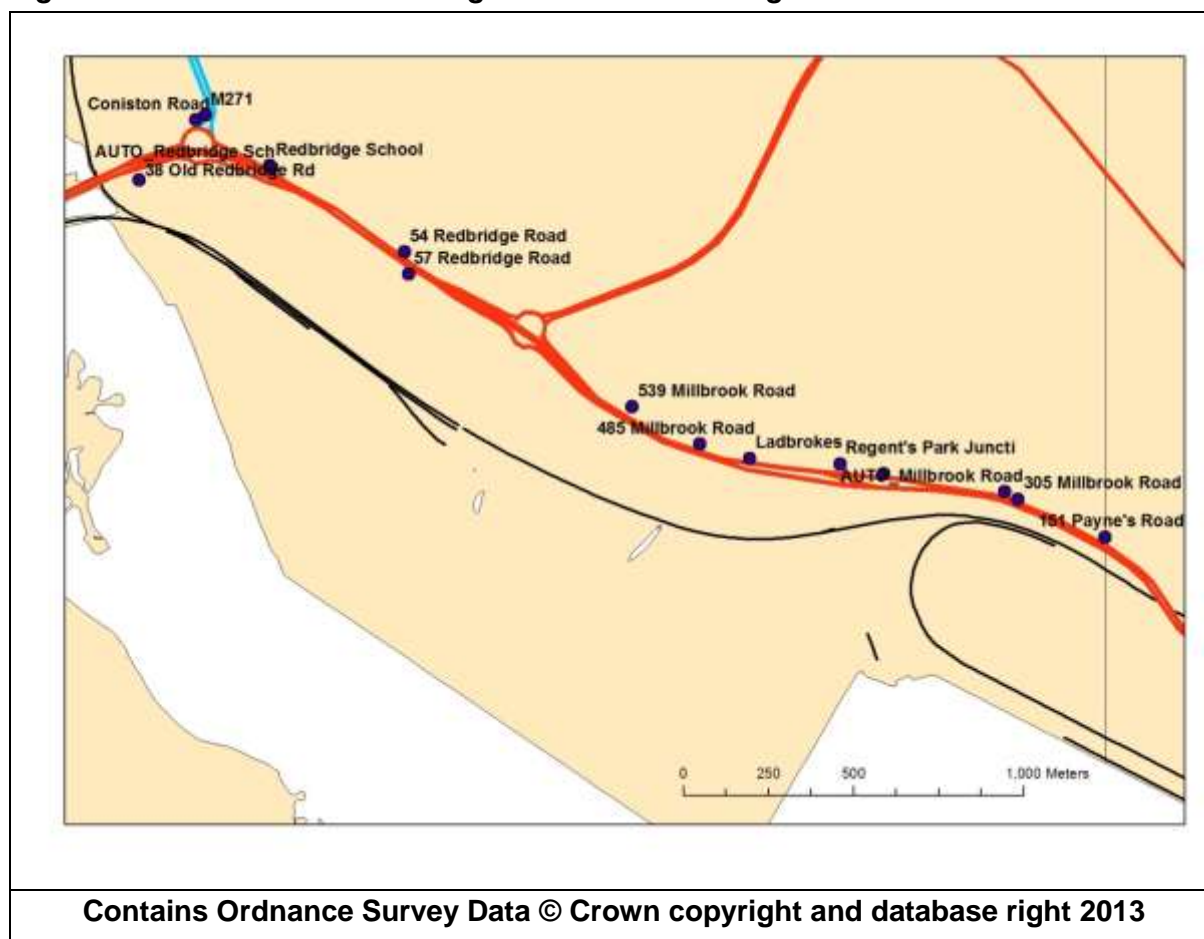 Coniston Road M271
AUTO_Redbridge Sch Redbridge School
38 Old Redbridge Rd
54 Redbridge Road
57 Redbridge Road
539 Millbrook Road
485 Millbrook Road
Ladbrokes Regent's Park Juncti
AUTO_Millbrook Road 305 Millbrook Road
151 Payne's Road
0 250 500 1,000 Meters
Contains Ordnance Survey Data © Crown copyright and database right 2013